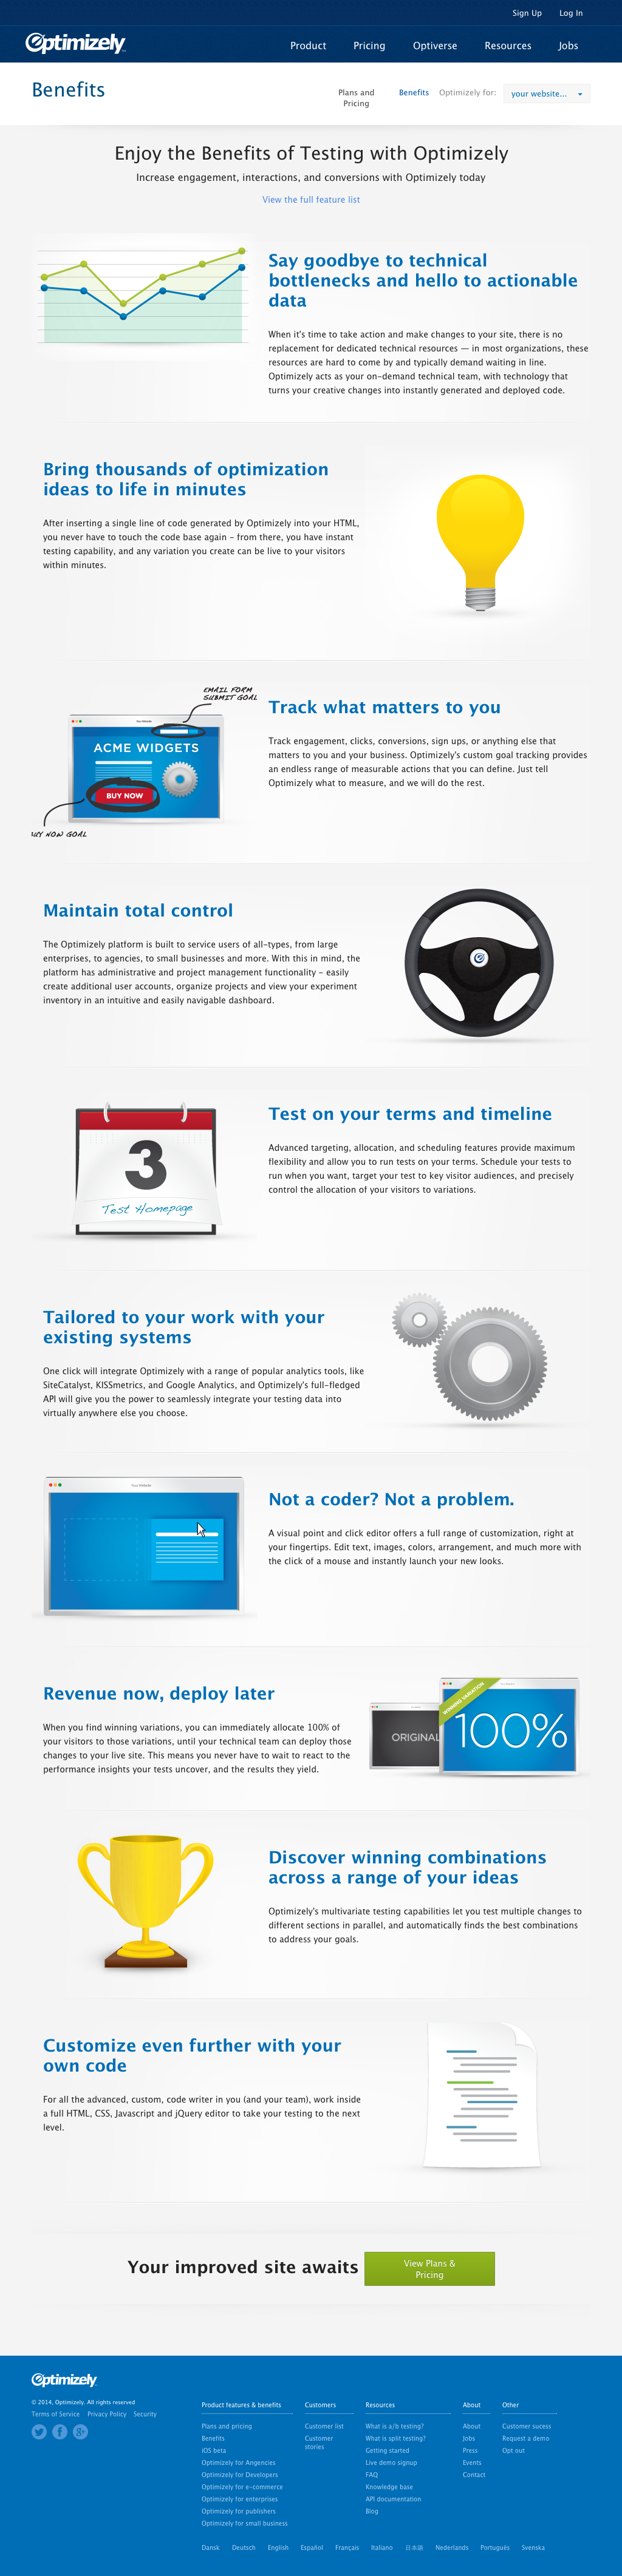 Sign Up Log In
Optimizely
Product Pricing Optiverse Resources Jobs
Benefits
Plans and
Pricing
Benefits Optimizely for: your website...
Enjoy the Benefits of Testing with Optimizely
Increase engagement, interactions, and conversions with Optimizely today
View the full feature list
Say goodbye to technical
bottlenecks and hello to actionable
data
When it's time to take action and make changes to your site, there is no
replacement for dedicated technical resources — in most organizations, these
resources are hard to come by and typically demand waiting in line.
Optimizely acts as your on-demand technical team, with technology that
turns your creative changes into instantly generated and deployed code.
Bring thousands of optimization
ideas to life in minutes
After inserting a single line of code generated by Optimizely into your HTML,
you never have to touch the code base again - from there, you have instant
testing capability, and any variation you create can be live to your visitors
within minutes.
EMAIL FORM
SUBMIT GOAL
Your Website
ACME WIDGETS
BUY NOW
UY NOW GOAL
Track what matters to you
Track engagement, clicks, conversions, sign ups, or anything else that
matters to you and your business. Optimizely's custom goal tracking provides
an endless range of measurable actions that you can define. Just tell
Optimizely what to measure, and we will do the rest.
Maintain total control
The Optimizely platform is built to service users of all-types, from large
enterprises, to agencies, to small businesses and more. With this in mind, the
platform has administrative and project management functionality - easily
create additional user accounts, organize projects and view your experiment
inventory in an intuitive and easily navigable dashboard.
3
Test Homepage
Test on your terms and timeline
Advanced targeting, allocation, and scheduling features provide maximum
flexibility and allow you to run tests on your terms. Schedule your tests to
run when you want, target your test to key visitor audiences, and precisely
control the allocation of your visitors to variations.
Tailored to your work with your
existing systems
One click will integrate Optimizely with a range of popular analytics tools, like
SiteCatalyst, KISSmetrics, and Google Analytics, and Optimizely's full-fledged
API will give you the power to seamlessly integrate your testing data into
virtually anywhere else you choose.
Your Website
Not a coder? Not a problem.
A visual point and click editor offers a full range of customization, right at
your fingertips. Edit text, images, colors, arrangement, and much more with
the click of a mouse and instantly launch your new looks.
Revenue now, deploy later
When you find winning variations, you can immediately allocate 100% of
your visitors to those variations, until your technical team can deploy those
changes to your live site. This means you never have to wait to react to the
performance insights your tests uncover, and the results they yield.
ORIGINAL
WINNING VARIATION
100%
Discover winning combinations
across a range of your ideas
Optimizely's multivariate testing capabilities let you test multiple changes to
different sections in parallel, and automatically finds the best combinations
to address your goals.
Customize even further with your
own code
For all the advanced, custom, code writer in you (and your team), work inside
a full HTML, CSS, Javascript and jQuery editor to take your testing to the next
level.
Your improved site awaits
View Plans &
Pricing
Optimizely
© 2014, Optimizely. All rights reserved
Terms of Service Privacy Policy Security
Product features & benefits
Plans and pricing
Benefits
iOS beta
Optimizely for Angencies
Optimizely for Developers
Optimizely for e-commerce
Optimizely for enterprises
Optimizely for publishers
Optimizely for small business
Customers
Customer list
Customer
stories
Resources
What is a/b testing?
What is split testing?
Getting started
Live demo signup
FAQ
Knowledge base
API documentation
Blog
About
About
Jobs
Press
Events
Contact
Other
Customer sucess
Request a demo
Opt out
Dansk Deutsch English Español Français Italiano 日本語 Nederlands Português Svenska